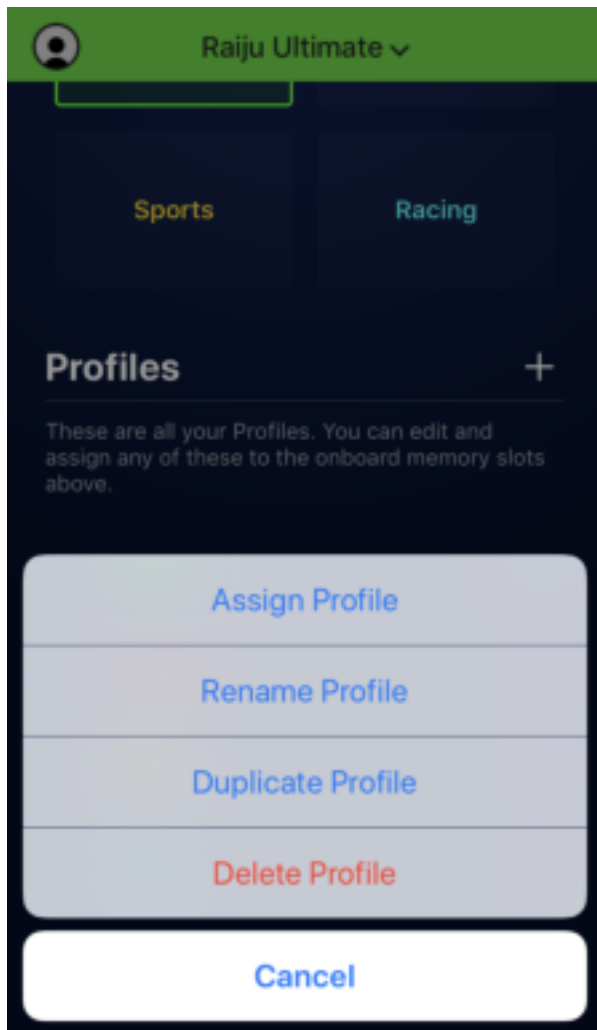 Raiju Ultimate
Sports
Racing
Profiles
These are all your Profiles. You can edit and
assign any of these to the onboard memory slots
above.
Assign Profile
Rename Profile
Duplicate Profile
Delete Profile
Cancel